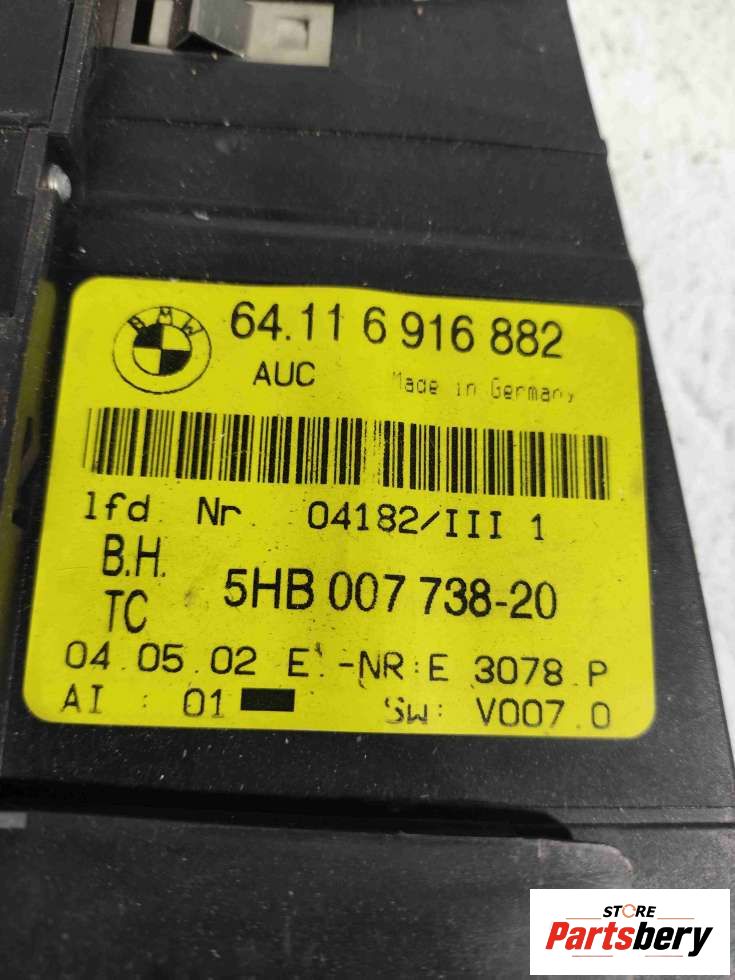 BMW
64.11 6 916 882
AUC Made in Germany
lfd. Nr. 04182/III 1
B.H. 5HB 007 738-20
TC
04.05.02 E.-NR:E 3078.P
AI : 01 SW: V007.0
STORE
Partsbery